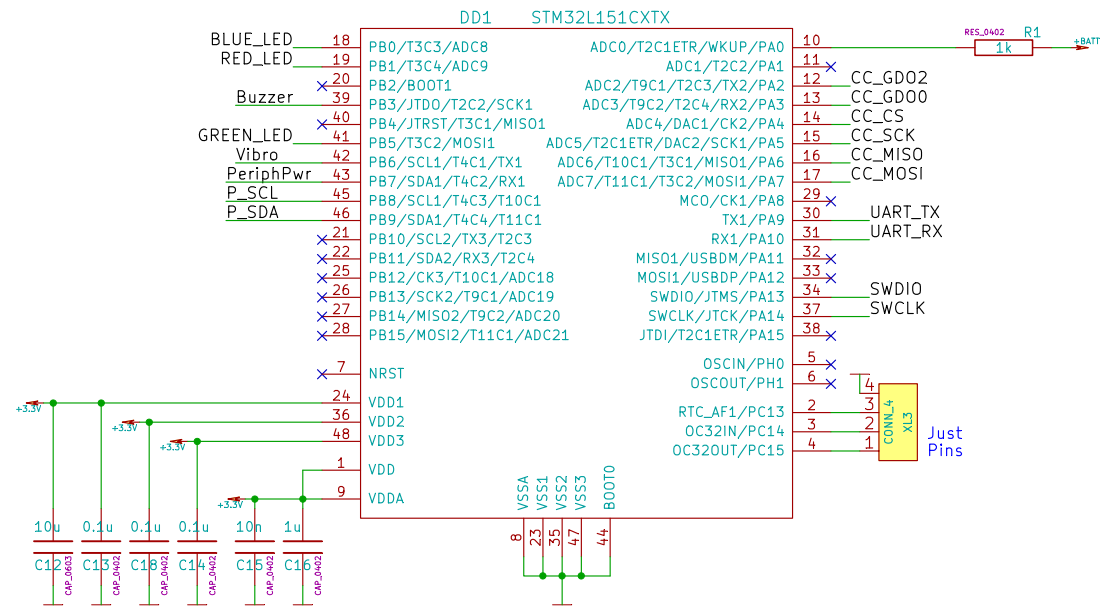 DD1 STM32L151CXTX
BLUE_LED 18 PB0/T3C3/ADC8 ADC0/T2C1ETR/WKUP/PA0 10 RES_0402 R1 1k +BATT
RED_LED 19 PB1/T3C4/ADC9 ADC1/T2C2/PA1 11
20 PB2/BOOT1 ADC2/T9C1/T2C3/TX2/PA2 12 CC_GDO2
Buzzer 39 PB3/JTDO/T2C2/SCK1 ADC3/T9C2/T2C4/RX2/PA3 13 CC_GDO0
40 PB4/JTRST/T3C1/MISO1 ADC4/DAC1/CK2/PA4 14 CC_CS
GREEN_LED 41 PB5/T3C2/MOSI1 ADC5/T2C1ETR/DAC2/SCK1/PA5 15 CC_SCK
Vibro 42 PB6/SCL1/T4C1/TX1 ADC6/T10C1/T3C1/MISO1/PA6 16 CC_MISO
PeriphPwr 43 PB7/SDA1/T4C2/RX1 ADC7/T11C1/T3C2/MOSI1/PA7 17 CC_MOSI
P_SCL 45 PB8/SCL1/T4C3/T10C1 MCO/CK1/PA8 29
P_SDA 46 PB9/SDA1/T4C4/T11C1 TX1/PA9 30 UART_TX
21 PB10/SCL2/TX3/T2C3 RX1/PA10 31 UART_RX
22 PB11/SDA2/RX3/T2C4 MISO1/USBDM/PA11 32
25 PB12/CK3/T10C1/ADC18 MOSI1/USBDP/PA12 33
26 PB13/SCK2/T9C1/ADC19 SWDIO/JTMS/PA13 34 SWDIO
27 PB14/MISO2/T9C2/ADC20 SWCLK/JTCK/PA14 37 SWCLK
28 PB15/MOSI2/T11C1/ADC21 JTDI/T2C1ETR/PA15 38
7 NRST OSCIN/PH0 5
OSCOUT/PH1 6 4
+3.3V 24 VDD1 RTC_AF1/PC13 2 3
+3.3V 36 VDD2 OC32IN/PC14 3 2
+3.3V 48 VDD3 OC32OUT/PC15 4 1
CONN_4 XL3
Just
Pins
1 VDD
+3.3V 9 VDDA
VSSA VSS1 VSS2 VSS3 BOOT0
8 23 35 47 44
10u 0.1u 0.1u 0.1u 10n 1u
C12 C13 C18 C14 C15 C16
CAP_0603 CAP_0402 CAP_0402 CAP_0402 CAP_0402 CAP_0402